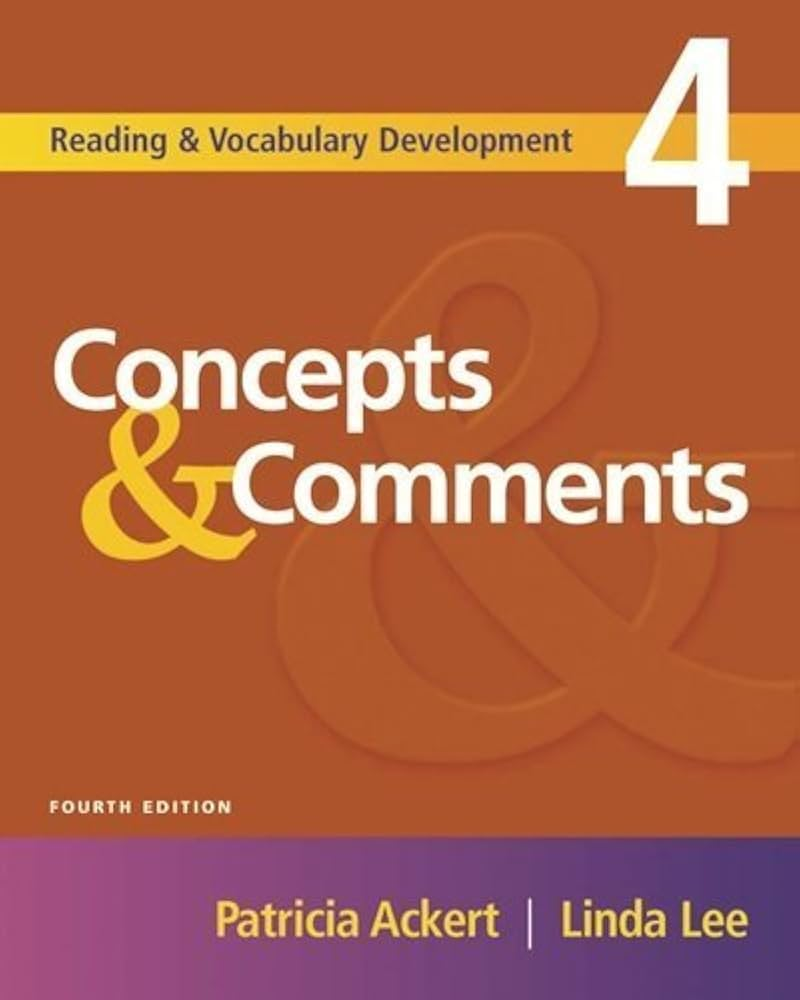 4
Reading & Vocabulary Development
Concepts
& Comments
FOURTH EDITION
Patricia Ackert | Linda Lee